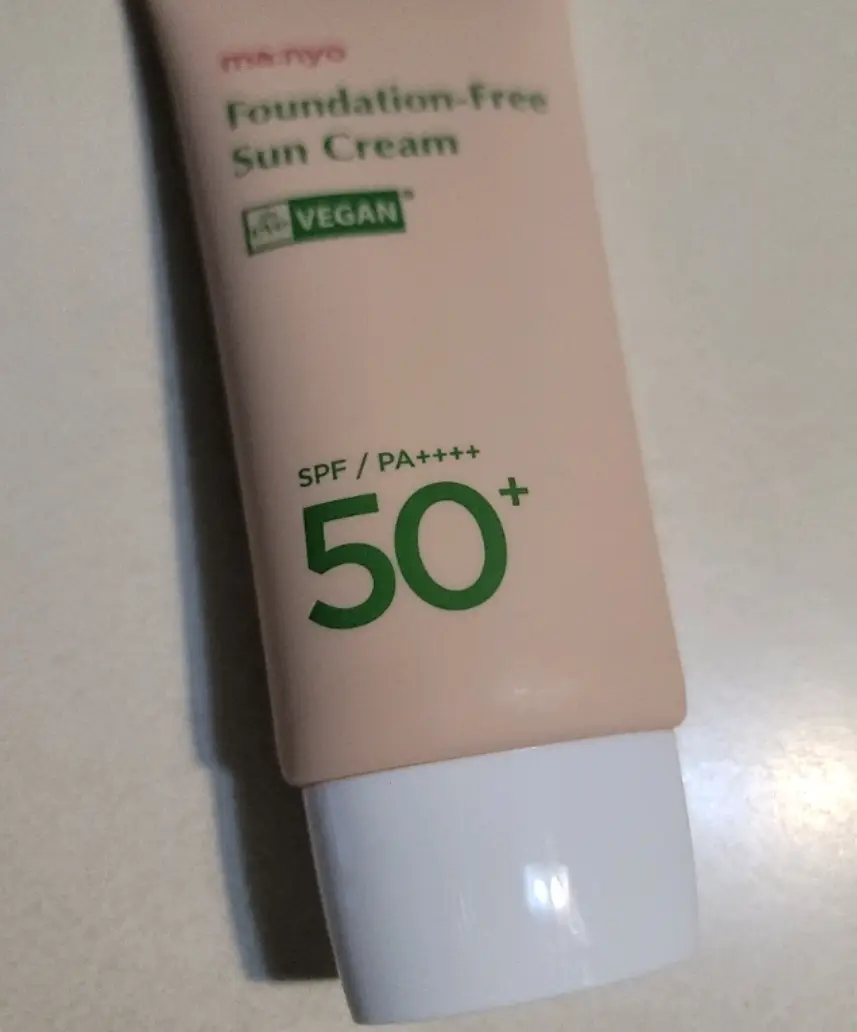 ma:nyo
Foundation-Free
Sun Cream
VEGAN
SPF / PA++++
50+